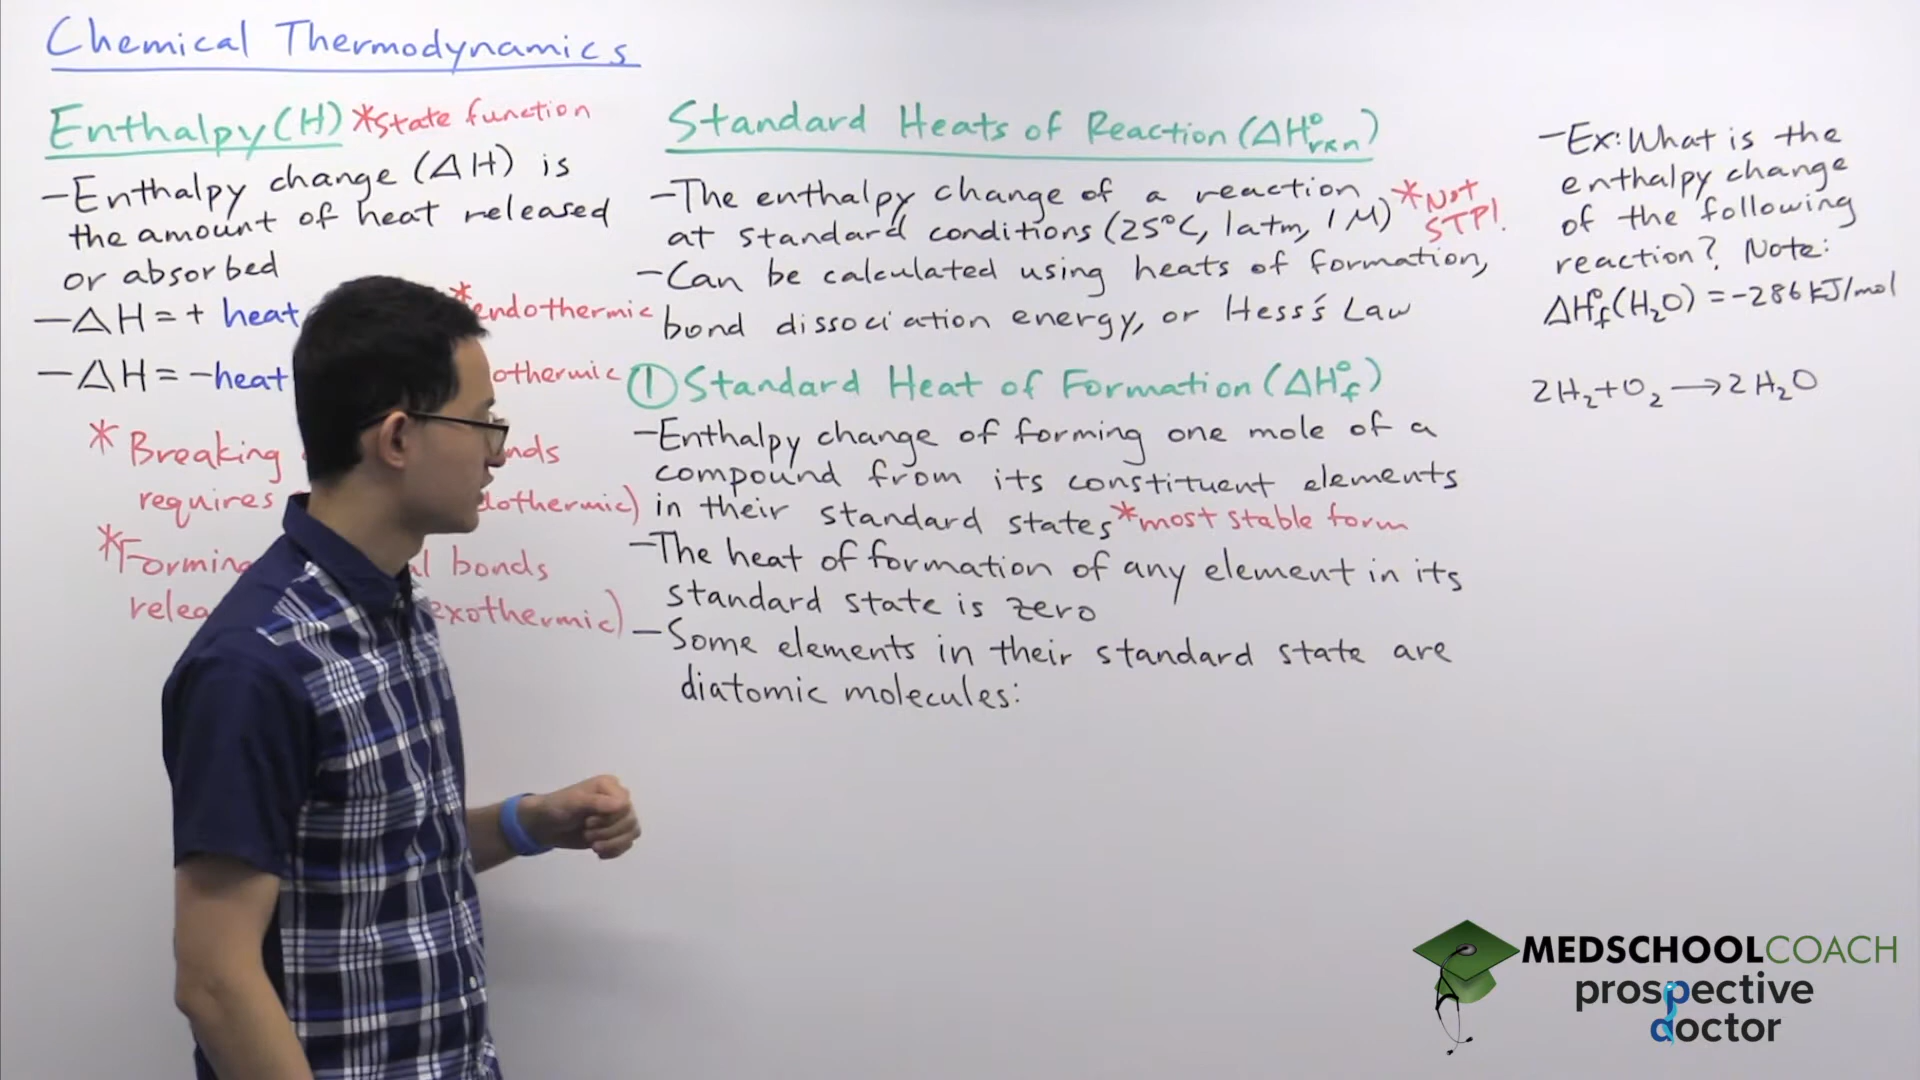 Chemical Thermodynamics
Enthalpy (H) *state function
-Enthalpy change (ΔH) is
the amount of heat released
or absorbed
-ΔH = + heat *endothermic
-ΔH = -heat othermic
* Breaking nds
requires dothermic)
*Forming l bonds
relea exothermic)
Standard Heats of Reaction (ΔH°rxn)
-The enthalpy change of a reaction
at standard conditions (25°C, 1atm, 1M) *Not STP!
-Can be calculated using heats of formation,
bond dissociation energy, or Hess's Law
① Standard Heat of Formation (ΔH°f)
-Enthalpy change of forming one mole of a
compound from its constituent elements
in their standard states *most stable form
-The heat of formation of any element in its
standard state is zero
-Some elements in their standard state are
diatomic molecules:
-Ex: What is the
enthalpy change
of the following
reaction? Note:
ΔH°f (H₂O) = -286 kJ/mol
2H₂+O₂ → 2H₂O
MEDSCHOOLCOACH
prospective
doctor